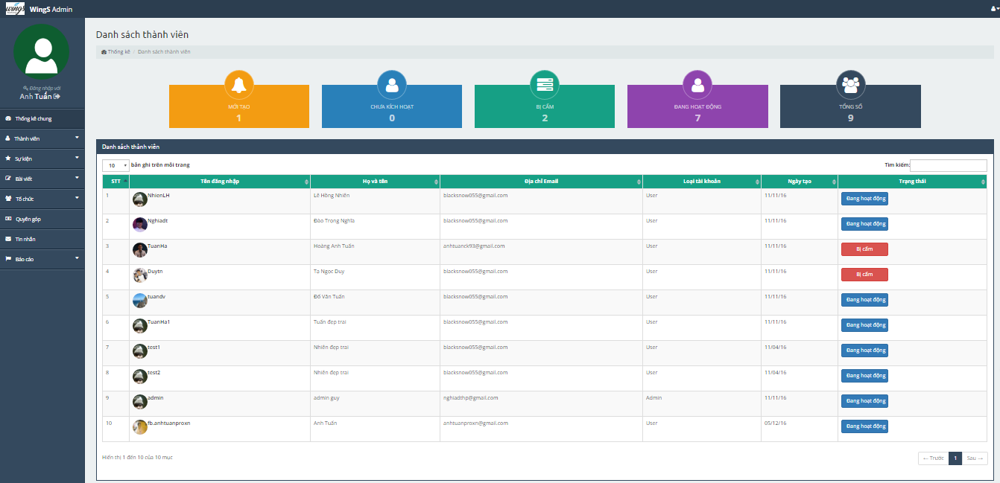 wingS WingS Admin
Đăng nhập với
Anh Tuấn
Thống kê chung
Thành viên
Sự kiện
Bài viết
Tổ chức
Quyên góp
Tin nhắn
Báo cáo
Danh sách thành viên
Thống kê / Danh sách thành viên
MỚI TẠO
1
CHƯA KÍCH HOẠT
0
BỊ CẤM
2
ĐANG HOẠT ĐỘNG
7
TỔNG SỐ
9
Danh sách thành viên
10 bản ghi trên mỗi trang Tìm kiếm:
STT Tên đăng nhập Họ và tên Địa chỉ Email Loại tài khoản Ngày tạo Trạng thái
1 NhienLH Lê Hồng Nhiên blacksnow055@gmail.com User 11/11/16 Đang hoạt động
2 Nghiadt Đào Trọng Nghĩa blacksnow055@gmail.com User 11/11/16 Đang hoạt động
3 TuanHa Hoàng Anh Tuấn anhtuanck93@gmail.com User 11/11/16 Bị cấm
4 Duytn Tạ Ngọc Duy blacksnow055@gmail.com User 11/11/16 Bị cấm
5 tuandv Đỗ Văn Tuấn blacksnow055@gmail.com User 11/11/16 Đang hoạt động
6 TuanHa1 Tuấn đẹp trai blacksnow055@gmail.com User 11/11/16 Đang hoạt động
7 test1 Nhiên đẹp trai blacksnow055@gmail.com User 11/04/16 Đang hoạt động
8 test2 Nhiên đẹp trai blacksnow055@gmail.com User 11/04/16 Đang hoạt động
9 admin admin guy nghiadthp@gmail.com Admin 11/11/16 Đang hoạt động
10 fb.anhtuanproxn Anh Tuấn anhtuanproxn@gmail.com User 05/12/16 Đang hoạt động
Hiển thị 1 đến 10 của 10 mục
← Trước 1 Sau →